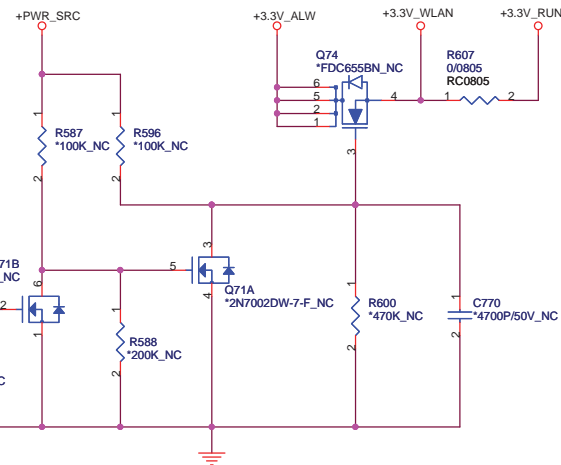 +PWR_SRC
+3.3V_ALW
+3.3V_WLAN
+3.3V_RUN
Q74
*FDC655BN_NC
R607
0/0805
RC0805
6
5
2
1
4
1
2
3
1
R587
*100K_NC
2
1
R596
*100K_NC
2
71B
_NC
6
2
1
5
3
4
Q71A
*2N7002DW-7-F_NC
1
R588
*200K_NC
2
1
R600
*470K_NC
2
1
C770
*4700P/50V_NC
2
C